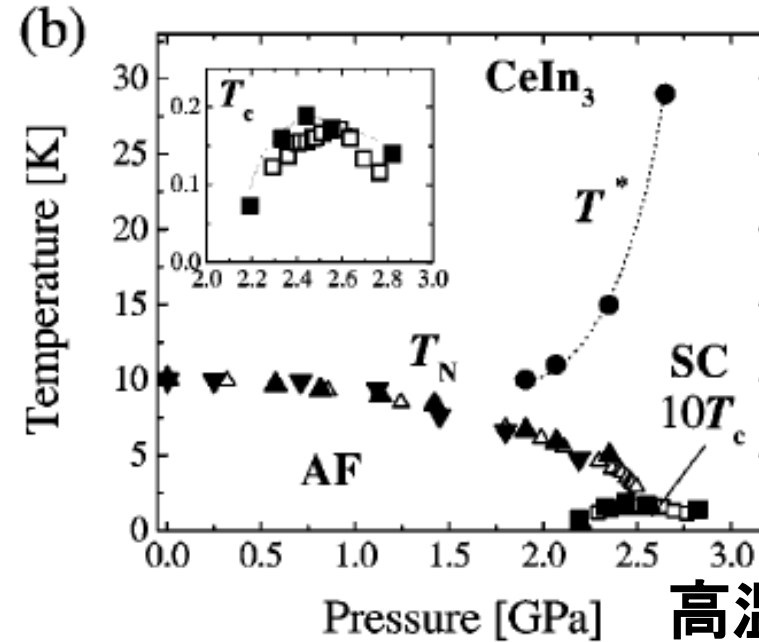 (b)
CeIn3
Tc
0.2
0.1
0.0
2.0 2.2 2.4 2.6 2.8 3.0
T*
TN
SC
10Tc
AF
Temperature [K]
30
25
20
15
10
5
0
0.0 0.5 1.0 1.5 2.0 2.5 3.0
Pressure [GPa]
高温